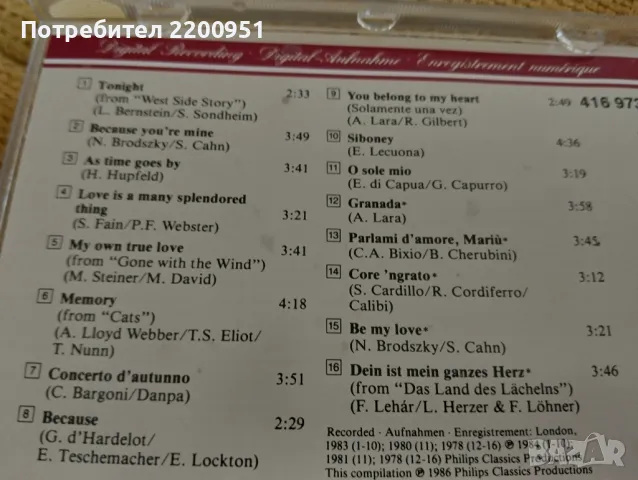 Потребител 2200951
Digital Recording · Digital-Aufnahme · Enregistrement numérique
1 Tonight 2:33
(from "West Side Story")
(L. Bernstein/S. Sondheim)
2 Because you're mine 3:49
(N. Brodszky/S. Cahn)
3 As time goes by 3:41
(H. Hupfeld)
4 Love is a many splendored
thing 3:21
(S. Fain/P.F. Webster)
5 My own true love 3:41
(from "Gone with the Wind")
(M. Steiner/M. David)
6 Memory 4:18
(from "Cats")
(A. Lloyd Webber/T.S. Eliot/
T. Nunn)
7 Concerto d'autunno 3:51
(C. Bargoni/Danpa)
8 Because 2:29
(G. d'Hardelot/
E. Teschemacher/E. Lockton)
9 You belong to my heart 2:49
(Solamente una vez)
(A. Lara/R. Gilbert)
416 973
10 Siboney 4:36
(E. Lecuona)
11 O sole mio 3:19
(E. di Capua/G. Capurro)
12 Granada* 3:58
(A. Lara)
13 Parlami d'amore, Mariù* 3:45
(C.A. Bixio/B. Cherubini)
14 Core 'ngrato* 3:12
(S. Cardillo/R. Cordiferro/
Calibi)
15 Be my love* 3:21
(N. Brodszky/S. Cahn)
16 Dein ist mein ganzes Herz* 3:46
(from "Das Land des Lächelns")
(F. Lehár/L. Herzer & F. Löhner)
Recorded · Aufnahmen · Enregistrement: London,
1983 (1-10); 1980 (11); 1978 (12-16) ℗ 1984 (1-10);
1981 (11); 1978 (12-16) Philips Classics Productions
This compilation ℗ 1986 Philips Classics Productions